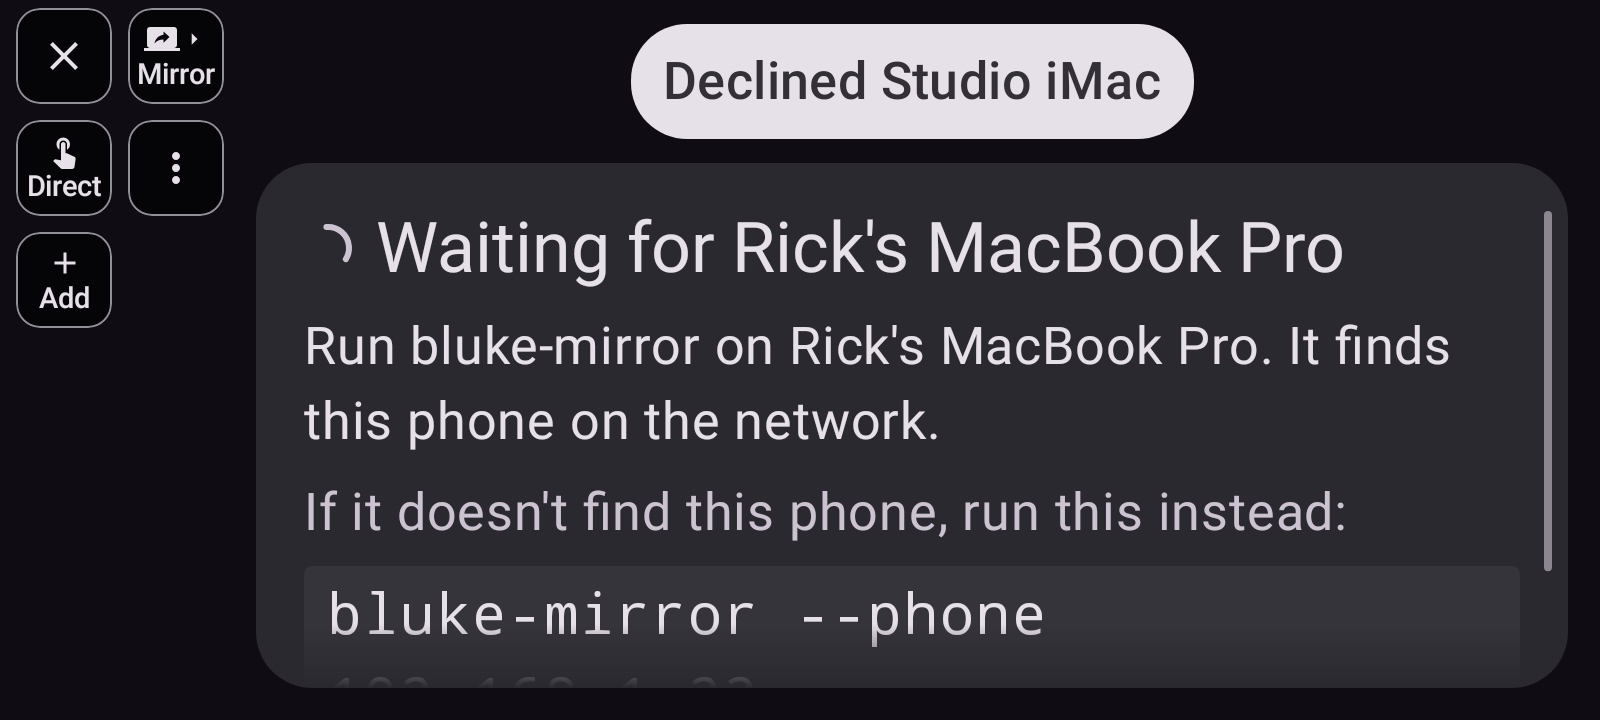 Mirror
Direct
Add
Declined Studio iMac
Waiting for Rick's MacBook Pro
Run bluke-mirror on Rick's MacBook Pro. It finds
this phone on the network.
If it doesn't find this phone, run this instead:
bluke-mirror --phone